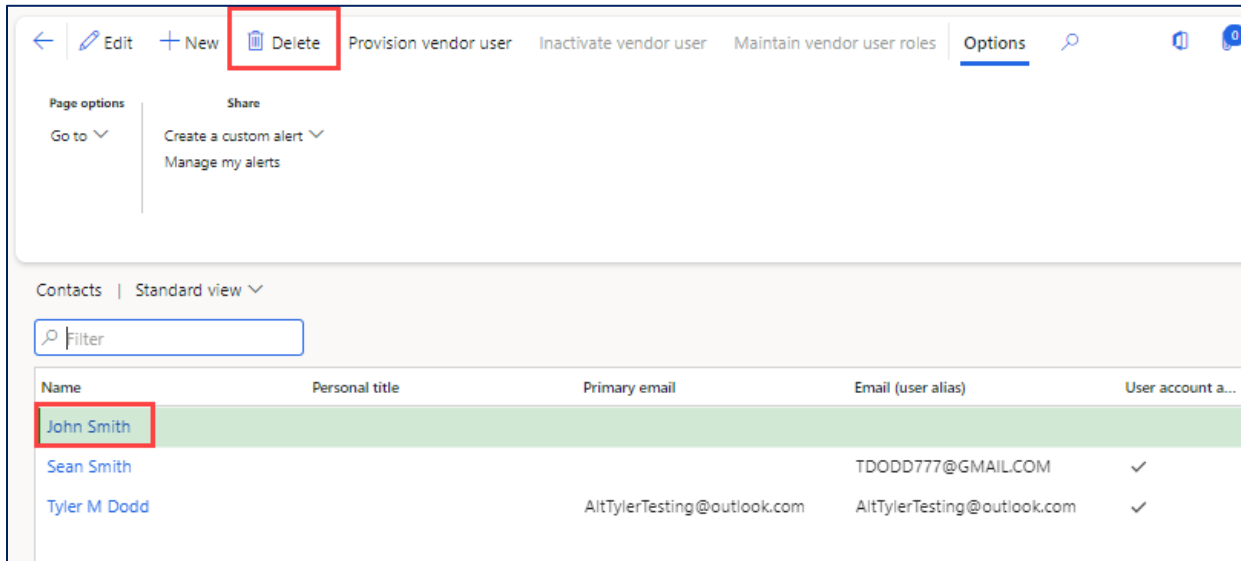 Edit New Delete Provision vendor user Inactivate vendor user Maintain vendor user roles Options 0
Page options Share
Go to Create a custom alert
Manage my alerts
Contacts | Standard view
Filter
Name Personal title Primary email Email (user alias) User account a...
John Smith
Sean Smith TDODD777@GMAIL.COM
Tyler M Dodd AltTylerTesting@outlook.com AltTylerTesting@outlook.com